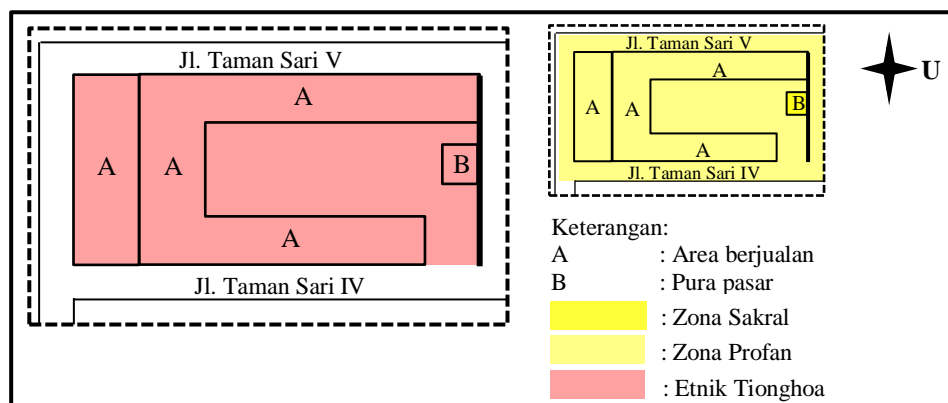 Jl. Taman Sari V
A
A
A
B
A
Jl. Taman Sari IV
Jl. Taman Sari V
A
A
A
B
A
Jl. Taman Sari IV
U
Keterangan:
A : Area berjualan
B : Pura pasar
: Zona Sakral
: Zona Profan
: Etnik Tionghoa